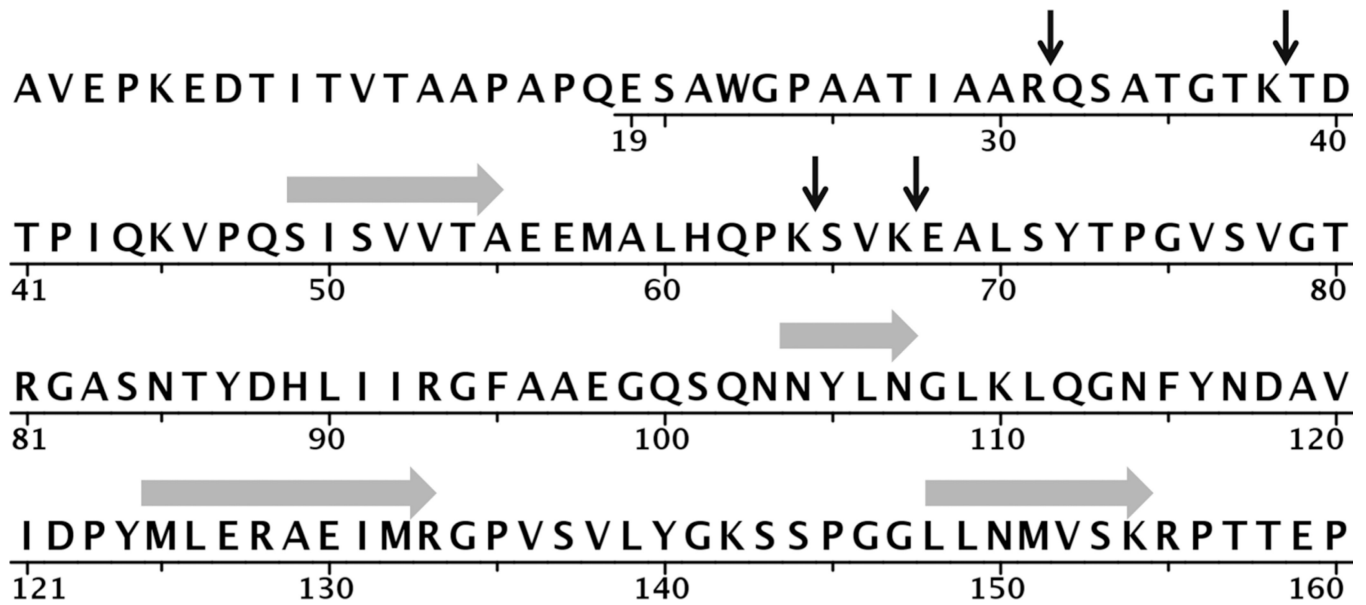 AVEPKEDTITVTAAPAPQESAWGPAATIAARQSATGTKTD
19 30 40
TPIQKVPQSISVVTAEEMALHQPKSVKEALSYTPGVSVGT
41 50 60 70 80
RGASNTYDHLIIRGFAAEGQSQNNYLNGLKLQGNFYNDAV
81 90 100 110 120
IDPYMLERAEIMRGPVSVLYGKSSPGGLLNMVSKRPTTEP
121 130 140 150 160